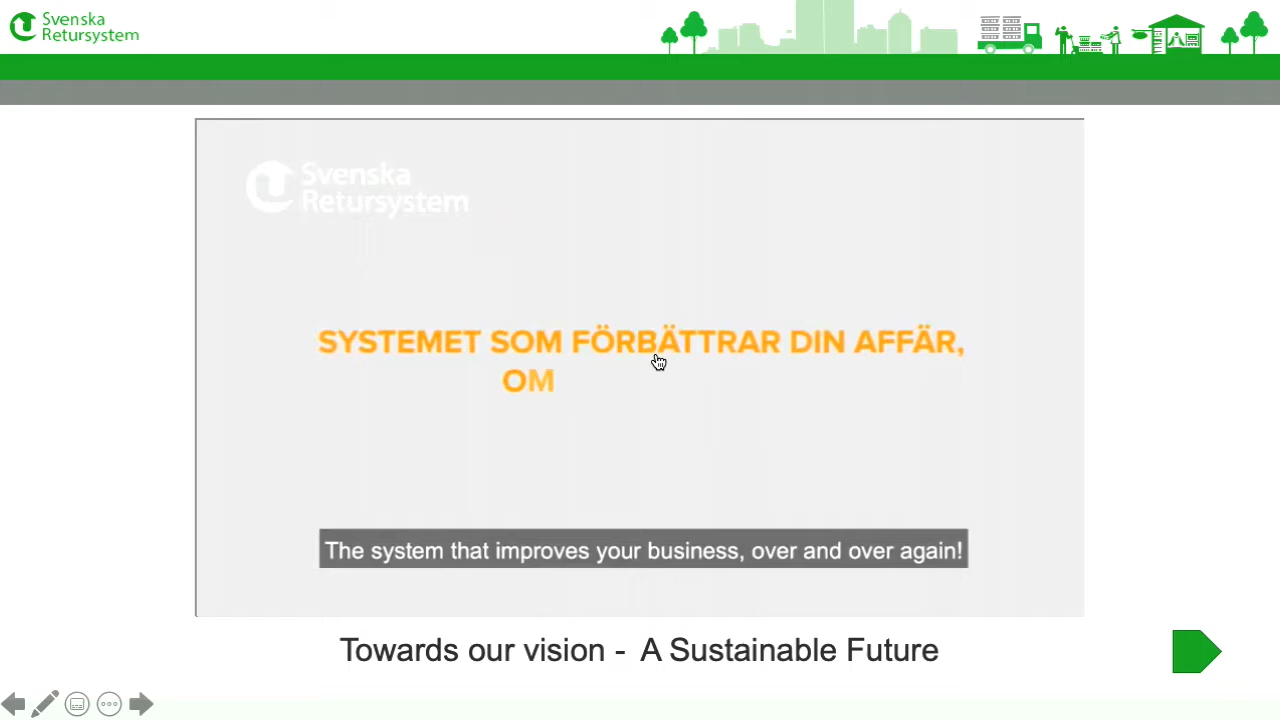 Svenska
Retursystem
Svenska
Retursystem
SYSTEMET SOM FÖRBÄTTRAR DIN AFFÄR,
OM
The system that improves your business, over and over again!
Towards our vision - A Sustainable Future